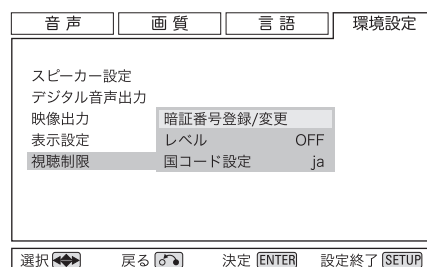 音声 画質 言語 環境設定
スピーカー設定
デジタル音声出力
映像出力 暗証番号登録/変更
表示設定 レベル OFF
視聴制限 国コード設定 ja
選択 戻る 決定 ENTER 設定終了 SETUP